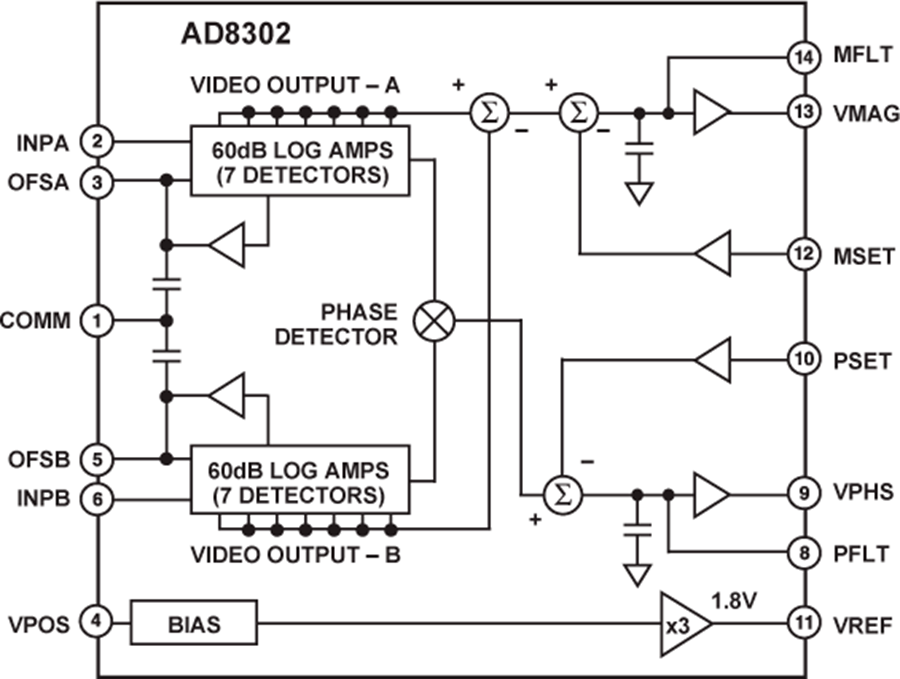 AD8302
VIDEO OUTPUT – A
+
+
14
MFLT
Σ
Σ
13
VMAG
–
–
INPA
2
60dB LOG AMPS
(7 DETECTORS)
OFSA
3
12
MSET
COMM
1
PHASE
DETECTOR
10
PSET
OFSB
5
60dB LOG AMPS
(7 DETECTORS)
–
Σ
+
9
VPHS
INPB
6
VIDEO OUTPUT – B
8
PFLT
VPOS
4
BIAS
x3
1.8V
11
VREF